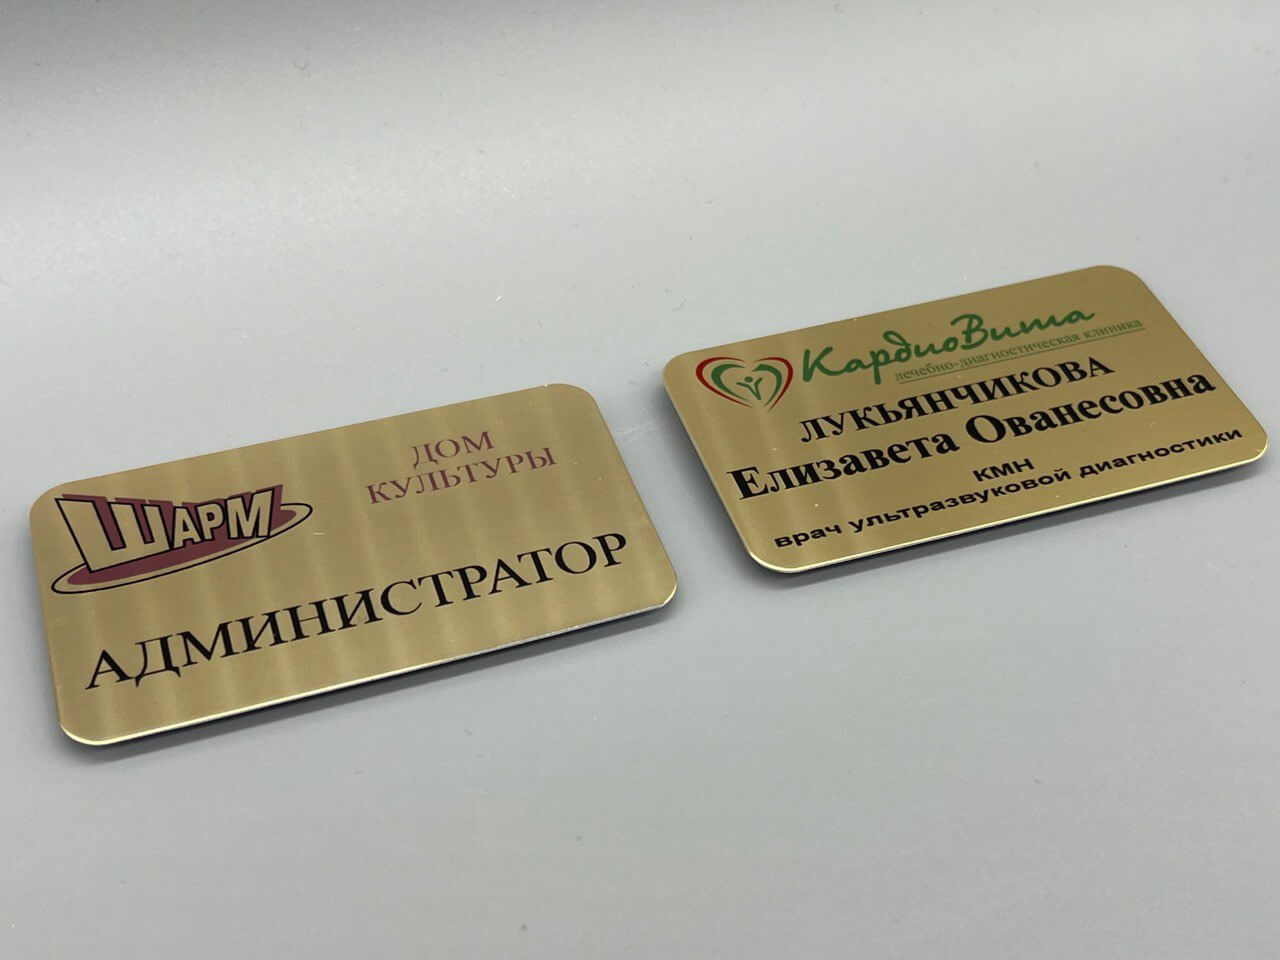 ШАРМ
ДОМ
КУЛЬТУРЫ
АДМИНИСТРАТОР
КардиоВита
лечебно-диагностическая клиника
ЛУКЬЯНЧИКОВА
Елизавета Ованесовна
КМН
врач ультразвуковой диагностики